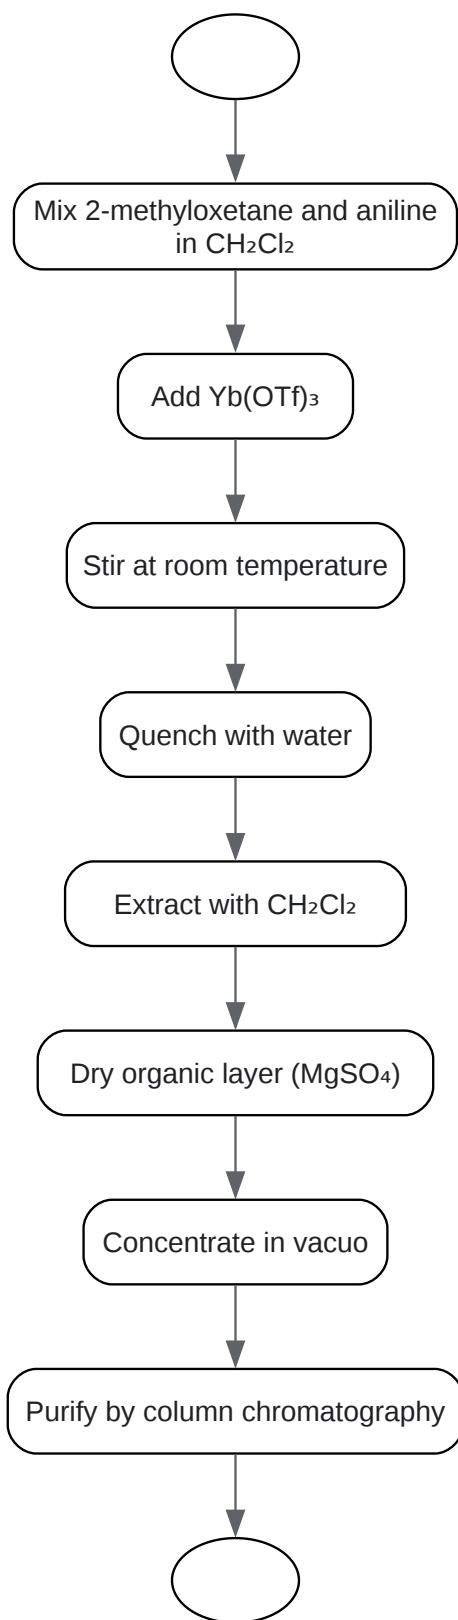 Mix 2-methyloxetane and aniline
in CH₂Cl₂
Add Yb(OTf)₃
Stir at room temperature
Quench with water
Extract with CH₂Cl₂
Dry organic layer (MgSO₄)
Concentrate in vacuo
Purify by column chromatography